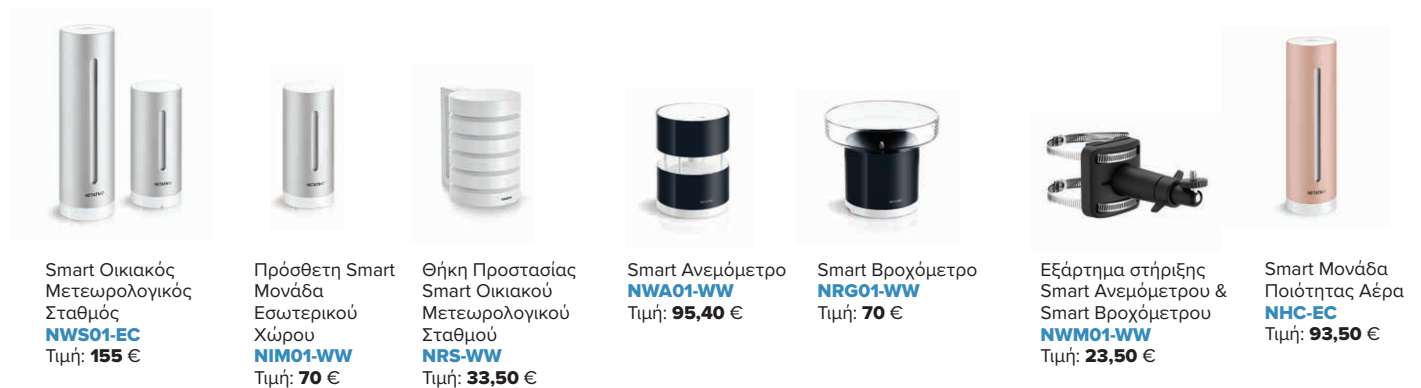 Smart Οικιακός
Μετεωρολογικός
Σταθμός
NWS01-EC
Τιμή: 155 €
Πρόσθετη Smart
Μονάδα
Εσωτερικού
Χώρου
NIM01-WW
Τιμή: 70 €
Θήκη Προστασίας
Smart Οικιακού
Μετεωρολογικού
Σταθμού
NRS-WW
Τιμή: 33,50 €
Smart Ανεμόμετρο
NWA01-WW
Τιμή: 95,40 €
Smart Βροχόμετρο
NRG01-WW
Τιμή: 70 €
Εξάρτημα στήριξης
Smart Ανεμόμετρου &
Smart Βροχόμετρου
NWM01-WW
Τιμή: 23,50 €
Smart Μονάδα
Ποιότητας Αέρα
NHC-EC
Τιμή: 93,50 €